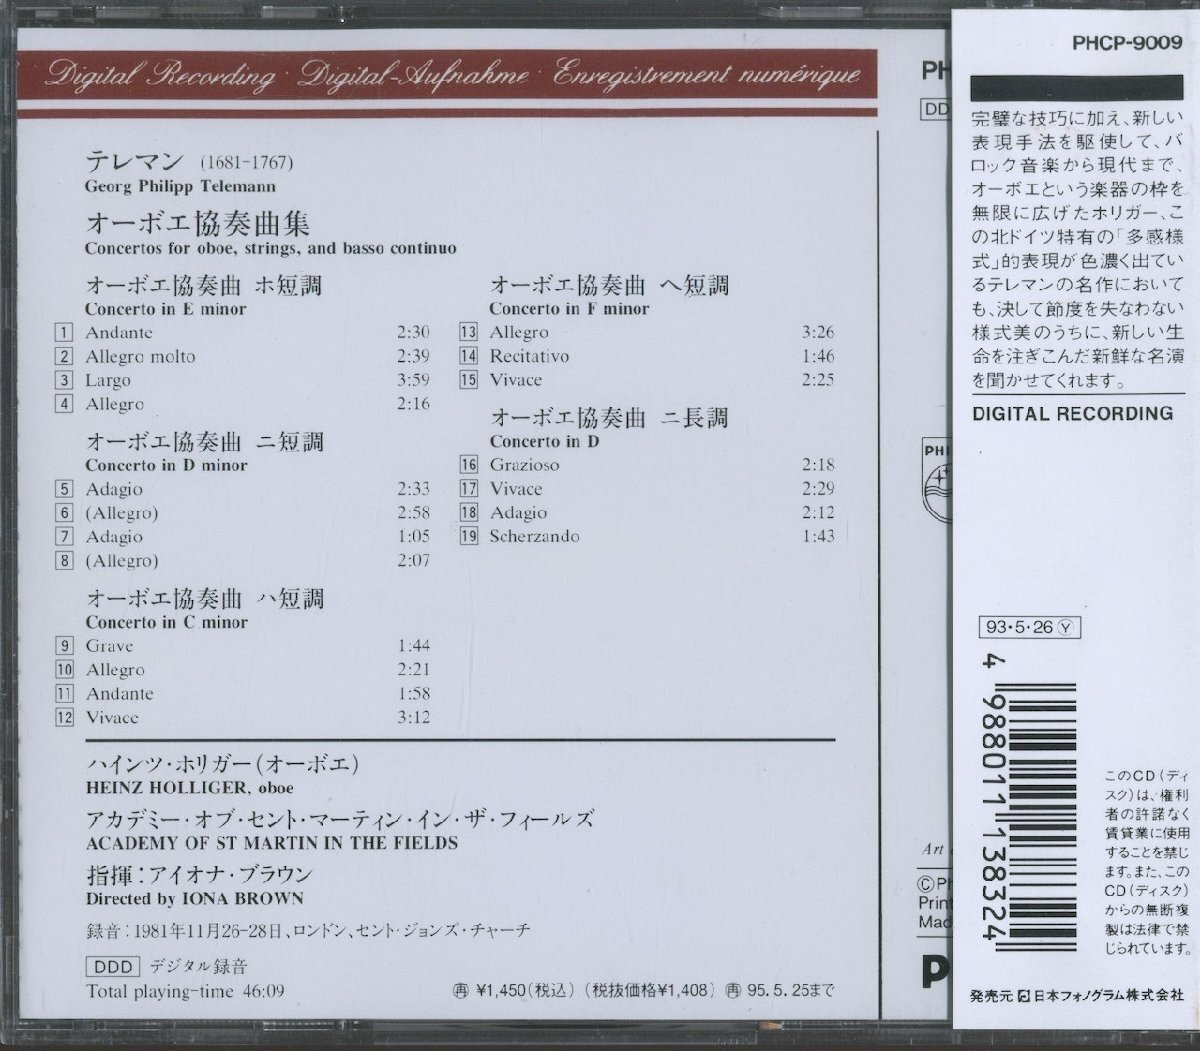 Digital Recording · Digital-Aufnahme · Enregistrement numérique
テレマン (1681-1767)
Georg Philipp Telemann
オーボエ協奏曲集
Concertos for oboe, strings, and basso continuo
オーボエ協奏曲 ホ短調
Concerto in E minor
1 Andante 2:30
2 Allegro molto 2:39
3 Largo 3:59
4 Allegro 2:16
オーボエ協奏曲 ニ短調
Concerto in D minor
5 Adagio 2:33
6 (Allegro) 2:58
7 Adagio 1:05
8 (Allegro) 2:07
オーボエ協奏曲 ハ短調
Concerto in C minor
9 Grave 1:44
10 Allegro 2:21
11 Andante 1:58
12 Vivace 3:12
オーボエ協奏曲 ヘ短調
Concerto in F minor
13 Allegro 3:26
14 Recitativo 1:46
15 Vivace 2:25
オーボエ協奏曲 ニ長調
Concerto in D
16 Grazioso 2:18
17 Vivace 2:29
18 Adagio 2:12
19 Scherzando 1:43
ハインツ・ホリガー(オーボエ)
HEINZ HOLLIGER, oboe
アカデミー・オブ・セント・マーティン・イン・ザ・フィールズ
ACADEMY OF ST MARTIN IN THE FIELDS
指揮:アイオナ・ブラウン
Directed by IONA BROWN
録音:1981年11月26-28日、ロンドン、セント・ジョンズ・チャーチ
DDD デジタル録音
Total playing-time 46:09
再 ¥1,450(税込) (税抜価格¥1,408) 再 95.5.25まで
PH
DD
PHI
Art
©Ph
Print
Mad
P
PHCP-9009
完璧な技巧に加え、新しい
表現手法を駆使して、バ
ロック音楽から現代まで、
オーボエという楽器の枠を
無限に広げたホリガー、こ
の北ドイツ特有の「多感様
式」的表現が色濃く出てい
るテレマンの名作において
も、決して節度を失なわない
様式美のうちに、新しい生
命を注ぎこんだ新鮮な名演
を聞かせてくれます。
DIGITAL RECORDING
93・5・26 Y
4 988011 138324
このCD(ディ
スク)は、権利
者の許諾なく
賃貸業に使用
することを禁じ
ます。また、この
CD(ディスク)
からの無断複
製は法律で禁
じられています。
発売元 日本フォノグラム株式会社